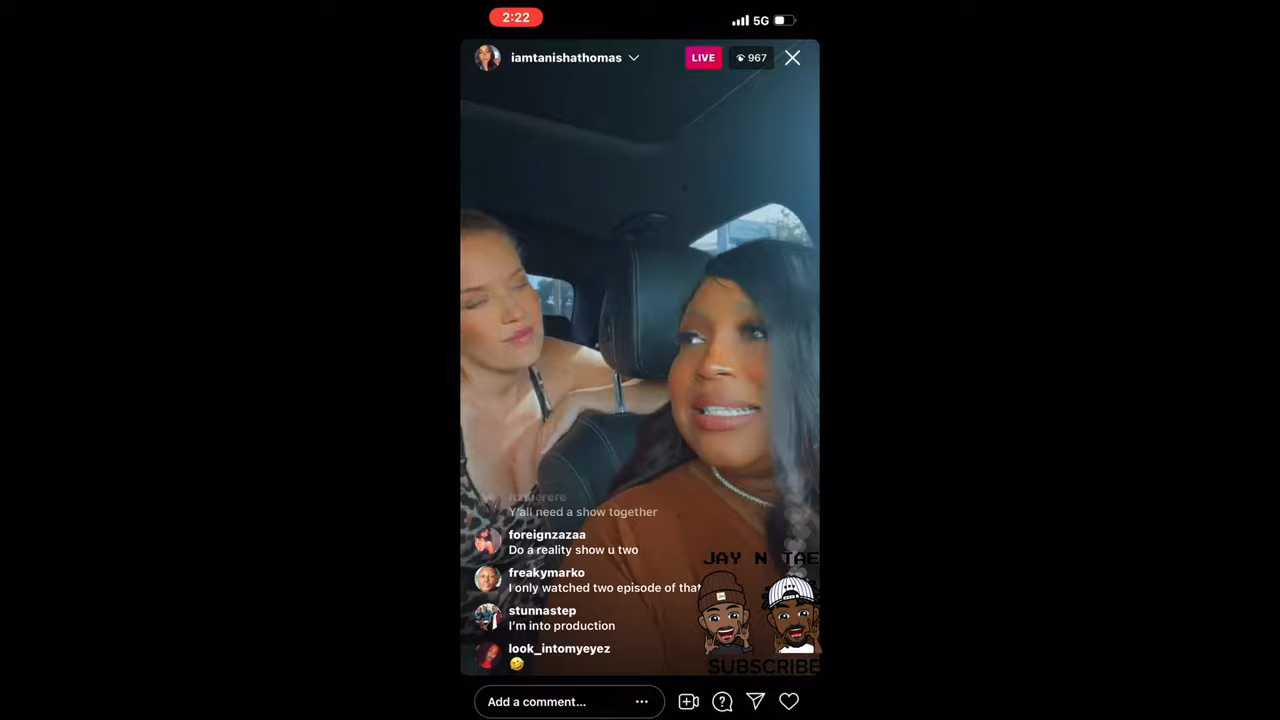 2:22
5G
iamtanishathomas
LIVE
967
Y'all need a show together
foreignzazaa
Do a reality show u two
freakymarko
I only watched two episode of that
stunnastep
I'm into production
look_intomyeyez
JAY N TAE
SUBSCRIBE
Add a comment...